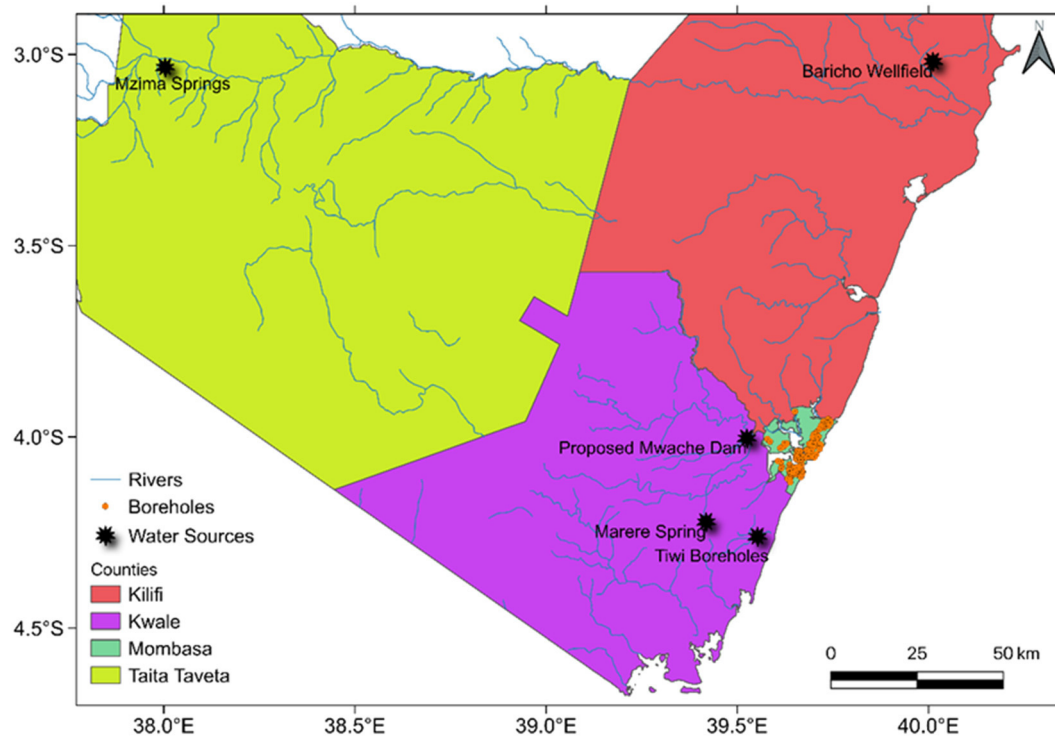 3.0°S
3.5°S
4.0°S
4.5°S
N
Mzima Springs
Baricho Wellfield
Proposed Mwache Dam
Marere Spring
Tiwi Boreholes
Rivers
Boreholes
Water Sources
Counties
Kilifi
Kwale
Mombasa
Taita Taveta
0 25 50 km
38.0°E 38.5°E 39.0°E 39.5°E 40.0°E